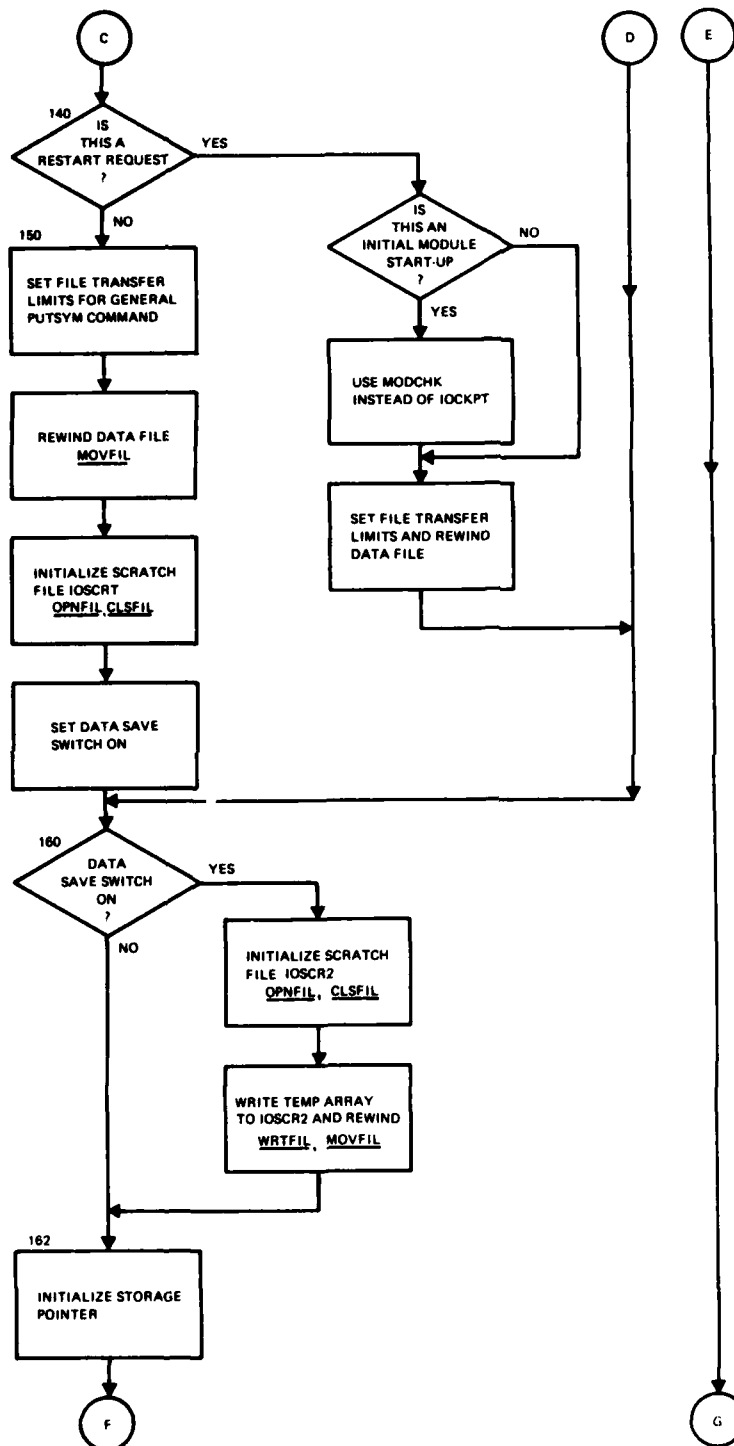 C
D
E
140
IS
THIS A
RESTART REQUEST
?
YES
NO
IS
THIS AN
INITIAL MODULE
START-UP
?
NO
YES
150
SET FILE TRANSFER
LIMITS FOR GENERAL
PUTSYM COMMAND
USE MODCHK
INSTEAD OF IOCKPT
REWIND DATA FILE
MOVFIL
SET FILE TRANSFER
LIMITS AND REWIND
DATA FILE
INITIALIZE SCRATCH
FILE IOSCRT
OPNFIL, CLSFIL
SET DATA SAVE
SWITCH ON
160
DATA
SAVE SWITCH
ON
?
YES
NO
INITIALIZE SCRATCH
FILE IOSCR2
OPNFIL, CLSFIL
WRITE TEMP ARRAY
TO IOSCR2 AND REWIND
WRTFIL, MOVFIL
162
INITIALIZE STORAGE
POINTER
F
G